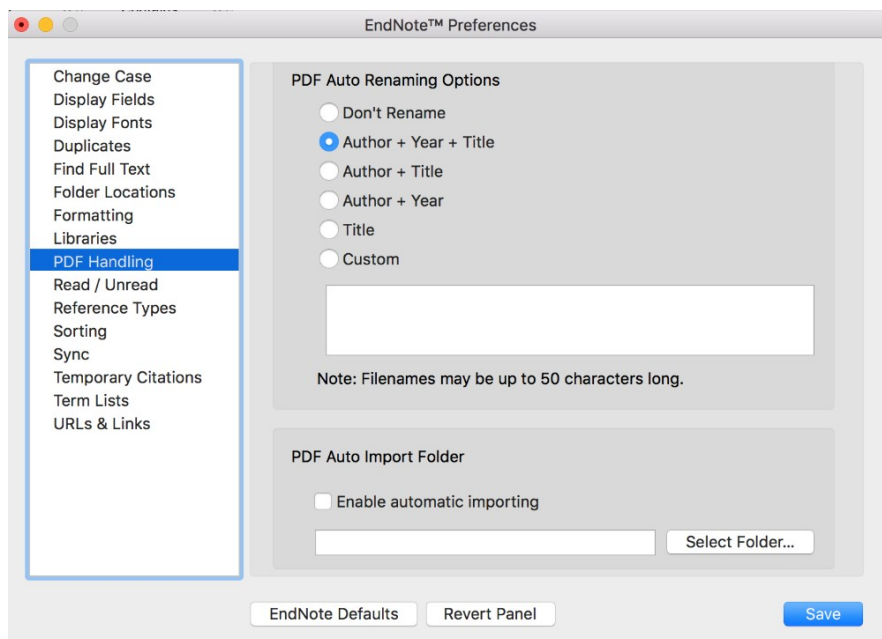 EndNote™ Preferences
Change Case
Display Fields
Display Fonts
Duplicates
Find Full Text
Folder Locations
Formatting
Libraries
PDF Handling
Read / Unread
Reference Types
Sorting
Sync
Temporary Citations
Term Lists
URLs & Links
PDF Auto Renaming Options
Don't Rename
Author + Year + Title
Author + Title
Author + Year
Title
Custom
Note: Filenames may be up to 50 characters long.
PDF Auto Import Folder
Enable automatic importing
Select Folder...
EndNote Defaults
Revert Panel
Save